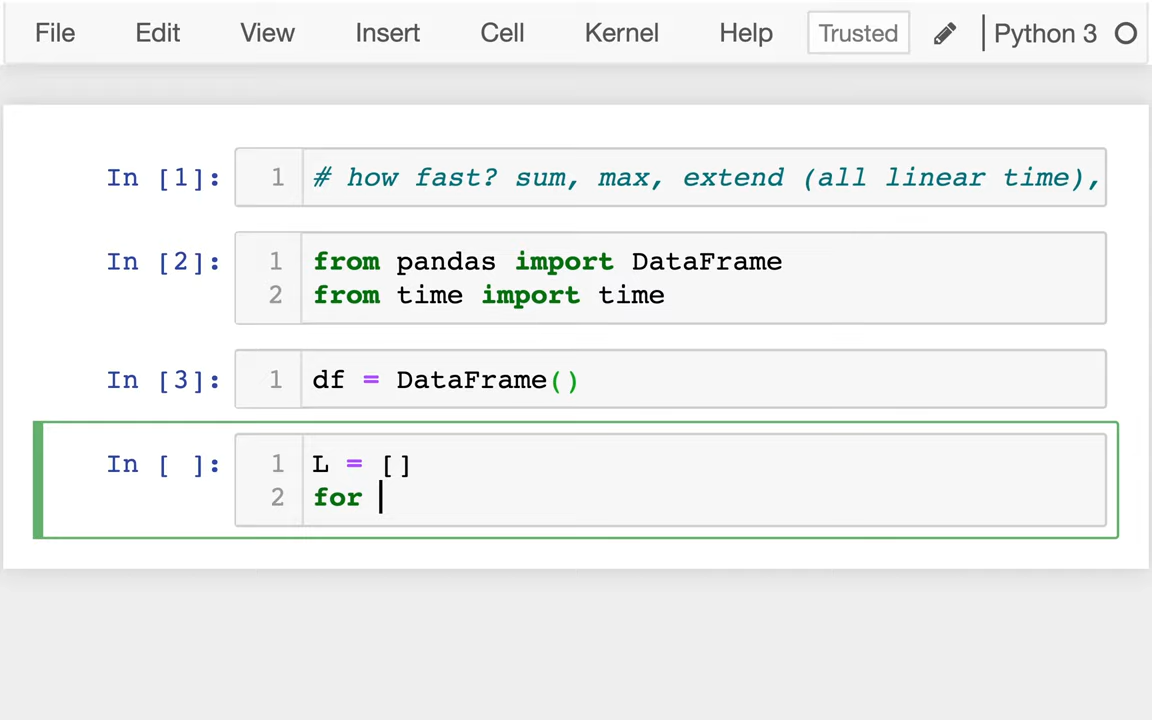 File Edit View Insert Cell Kernel Help Trusted Python 3
In [1]: 1 # how fast? sum, max, extend (all linear time),
In [2]: 1 from pandas import DataFrame
2 from time import time
In [3]: 1 df = DataFrame()
In [ ]: 1 L = []
2 for